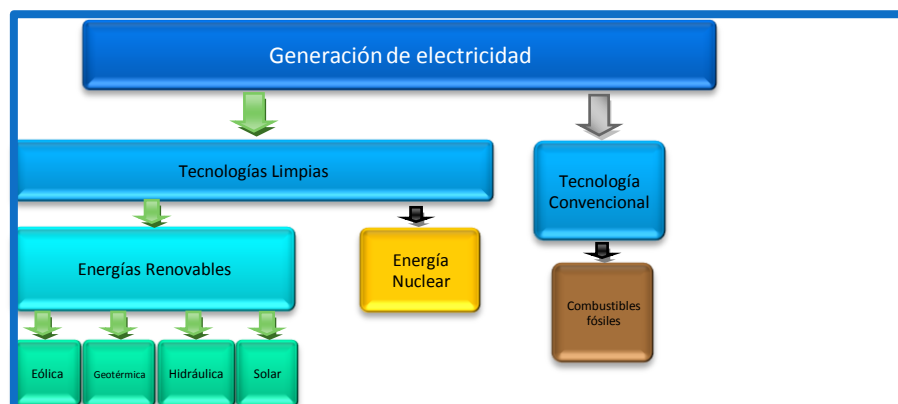 Generación de electricidad
Tecnologías Limpias
Tecnología
Convencional
Energías Renovables
Energía
Nuclear
Combustibles
fósiles
Eólica
Geotérmica
Hidráulica
Solar